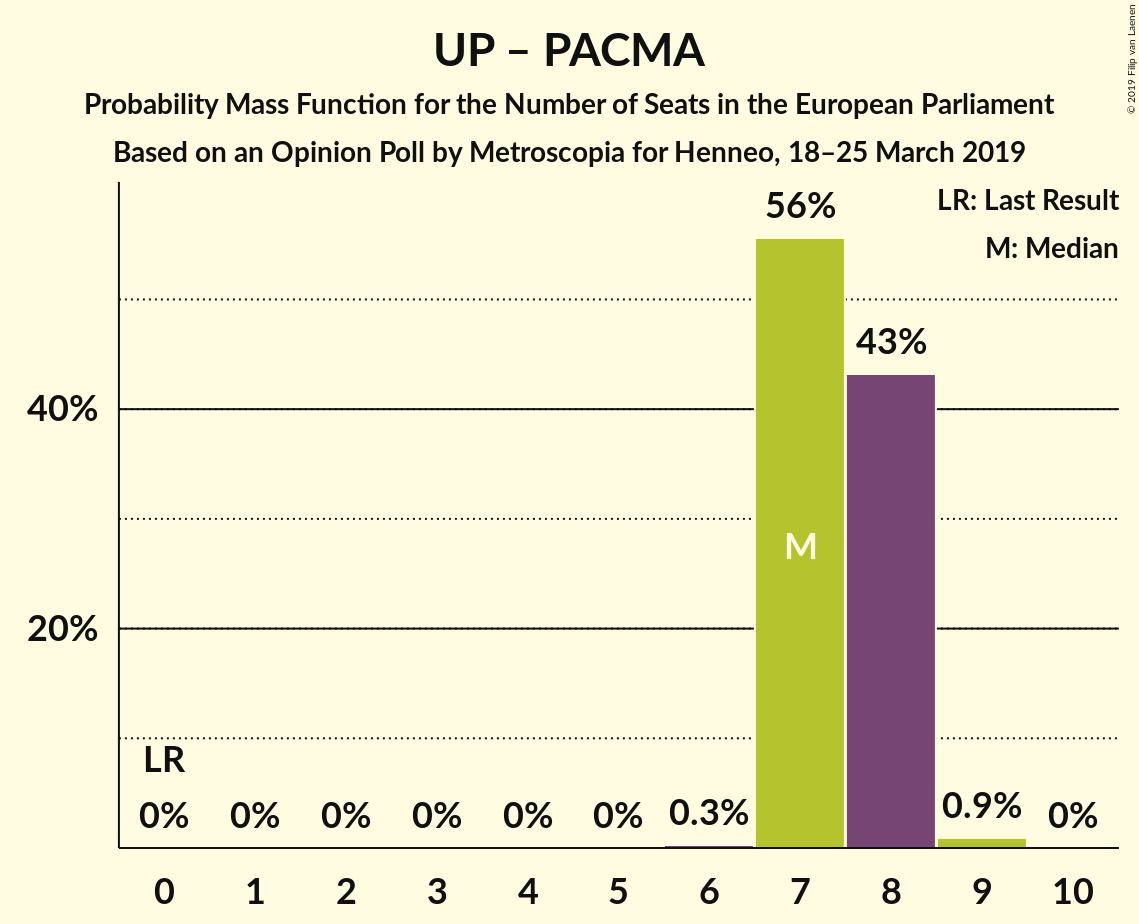 UP – PACMA
Probability Mass Function for the Number of Seats in the European Parliament
Based on an Opinion Poll by Metroscopia for Henneo, 18–25 March 2019
© 2019 Filip van Laenen
LR: Last Result
M: Median
56%
43%
40%
M
20%
LR
0% 0% 0% 0% 0% 0% 0.3% 0.9% 0%
0 1 2 3 4 5 6 7 8 9 10